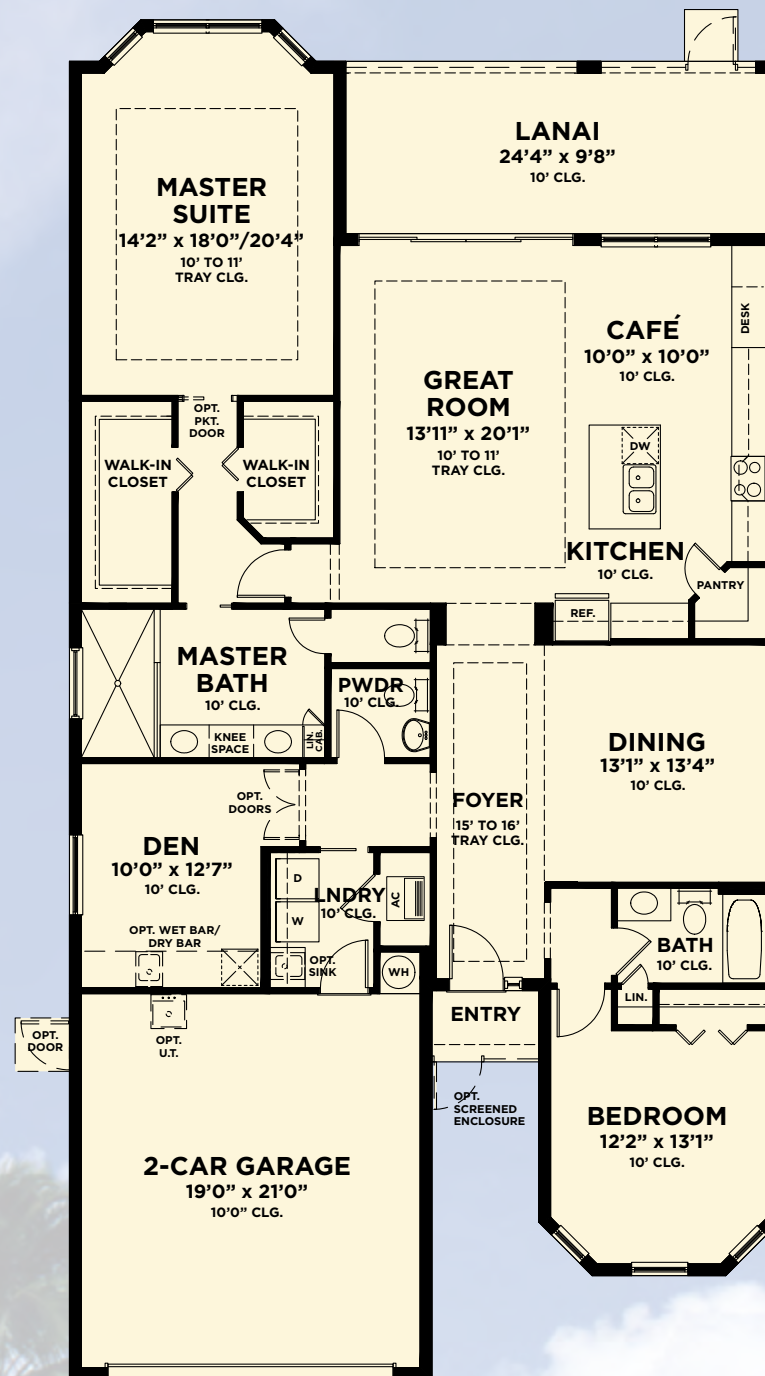 LANAI
24'4" x 9'8"
10' CLG.
MASTER
SUITE
14'2" x 18'0"/20'4"
10' TO 11'
TRAY CLG.
DESK
CAFÉ
10'0" x 10'0"
10' CLG.
GREAT
ROOM
13'11" x 20'1"
10' TO 11'
TRAY CLG.
OPT.
PKT.
DOOR
WALK-IN
CLOSET
WALK-IN
CLOSET
DW
KITCHEN
10' CLG.
PANTRY
REF.
MASTER
BATH
10' CLG.
PWDR
10' CLG.
KNEE
SPACE
LIN.
CAB.
DINING
13'1" x 13'4"
10' CLG.
OPT.
DOORS
FOYER
15' TO 16'
TRAY CLG.
DEN
10'0" x 12'7"
10' CLG.
D
LNDRY
10' CLG.
AC
W
OPT. WET BAR/
DRY BAR
OPT.
SINK
WH
BATH
10' CLG.
LIN.
ENTRY
OPT.
DOOR
OPT.
U.T.
OPT.
SCREENED
ENCLOSURE
BEDROOM
12'2" x 13'1"
10' CLG.
2-CAR GARAGE
19'0" x 21'0"
10'0" CLG.